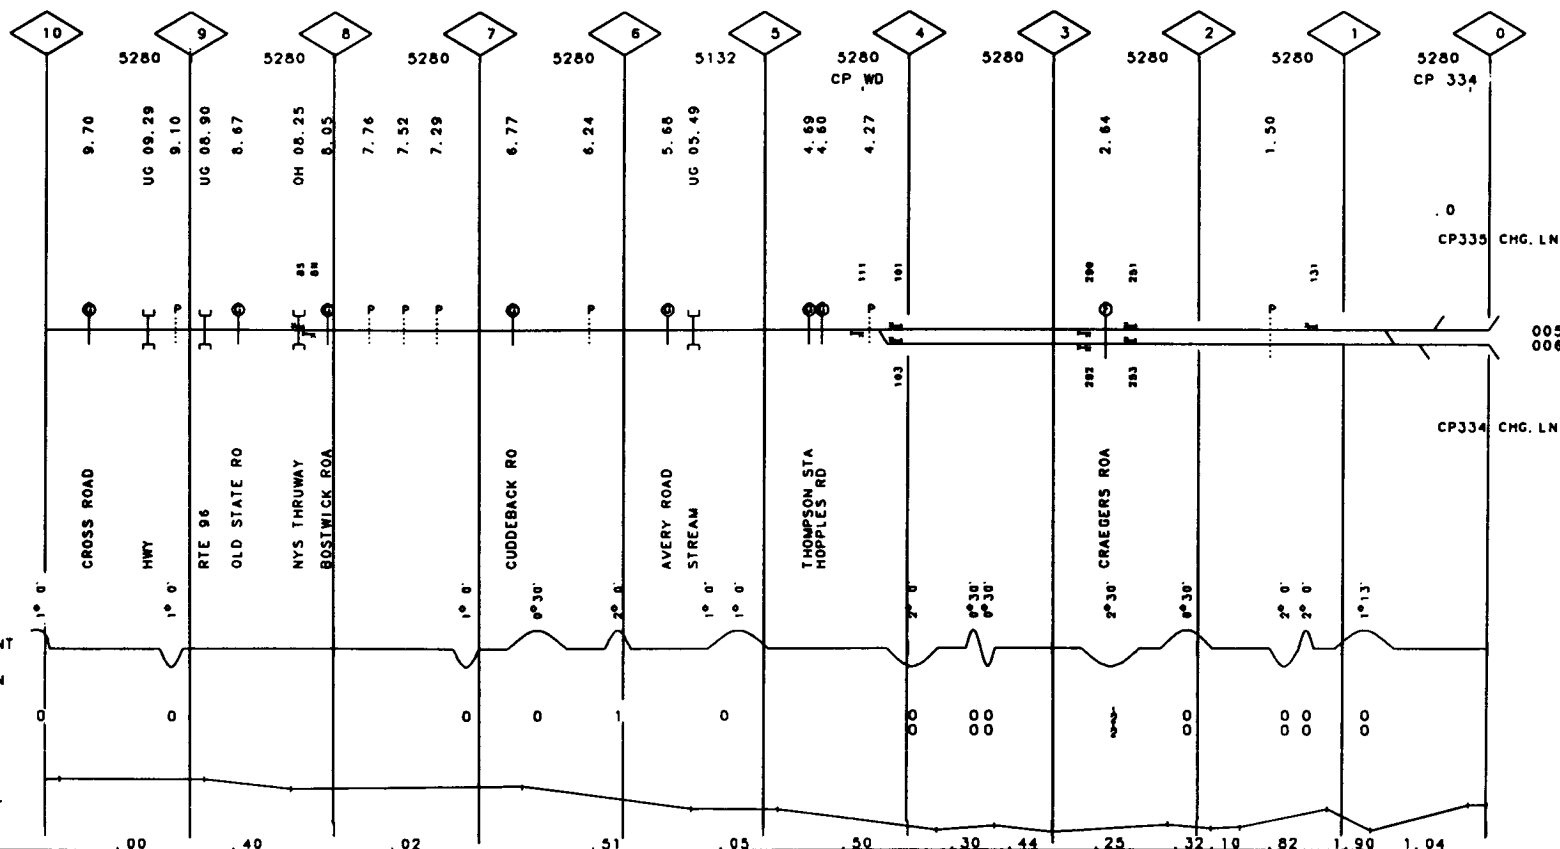 10 9 8 7 6 5 4 3 2 1 0
5280 5280 5280 5280 5132 5280 5280 5280 5280 5280
CP WD CP 334
9.70
UG 09.29
9.10
UG 08.90
8.67
OH 08.25
8.05
7.76
7.52
7.29
6.77
6.24
5.68
UG 05.49
4.69
4.60
4.27
2.64
1.50
.0
CP335 CHG. LN
111 101 290 251 131
P P P P P P P
005
006
103 292 253
CP334 CHG. LN
CROSS ROAD
HWY
RTE 96
OLD STATE RO
NYS THRUWAY
BOSTWICK ROA
CUDDEBACK RO
AVERY ROAD
STREAM
THOMPSON STA
HOPPLES RD
CRAEGERS ROA
1° 0' 1° 0' 1° 0' 0°30' 2° 0' 1° 0' 1° 0' 2° 0' 0°30' 0°30' 2°30' 0°30' 2° 0' 2° 0' 1°13'
NT
0 0 0 0 1 0 0 0 0 0 0 0 0
0 0 0 0 0 0 0
.00 .40 .02 .51 .05 .50 .30 .44 .25 .32 .10 .82 1.90 1.04